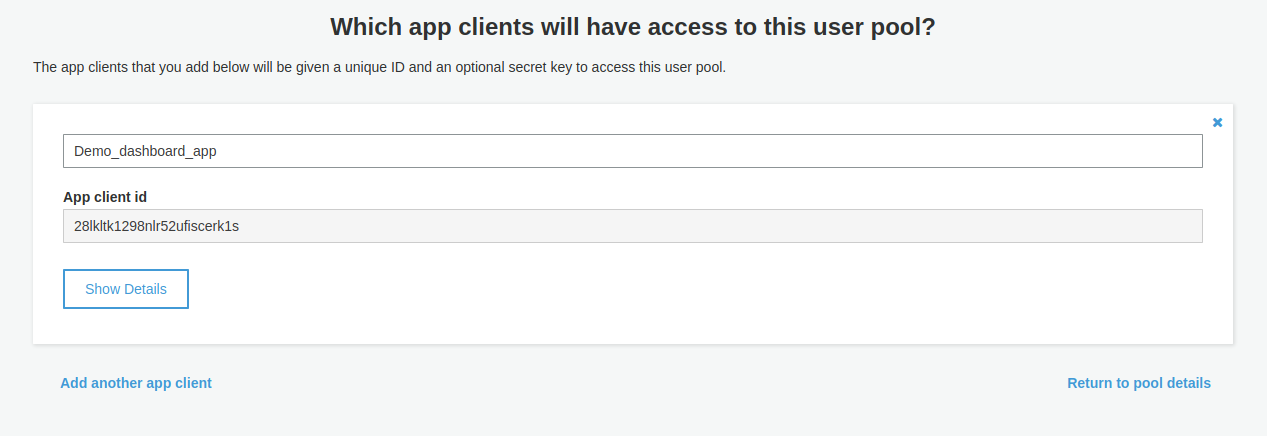 Which app clients will have access to this user pool?
The app clients that you add below will be given a unique ID and an optional secret key to access this user pool.
Demo_dashboard_app
App client id
28lkltk1298nlr52ufiscerk1s
Show Details
Add another app client
Return to pool details